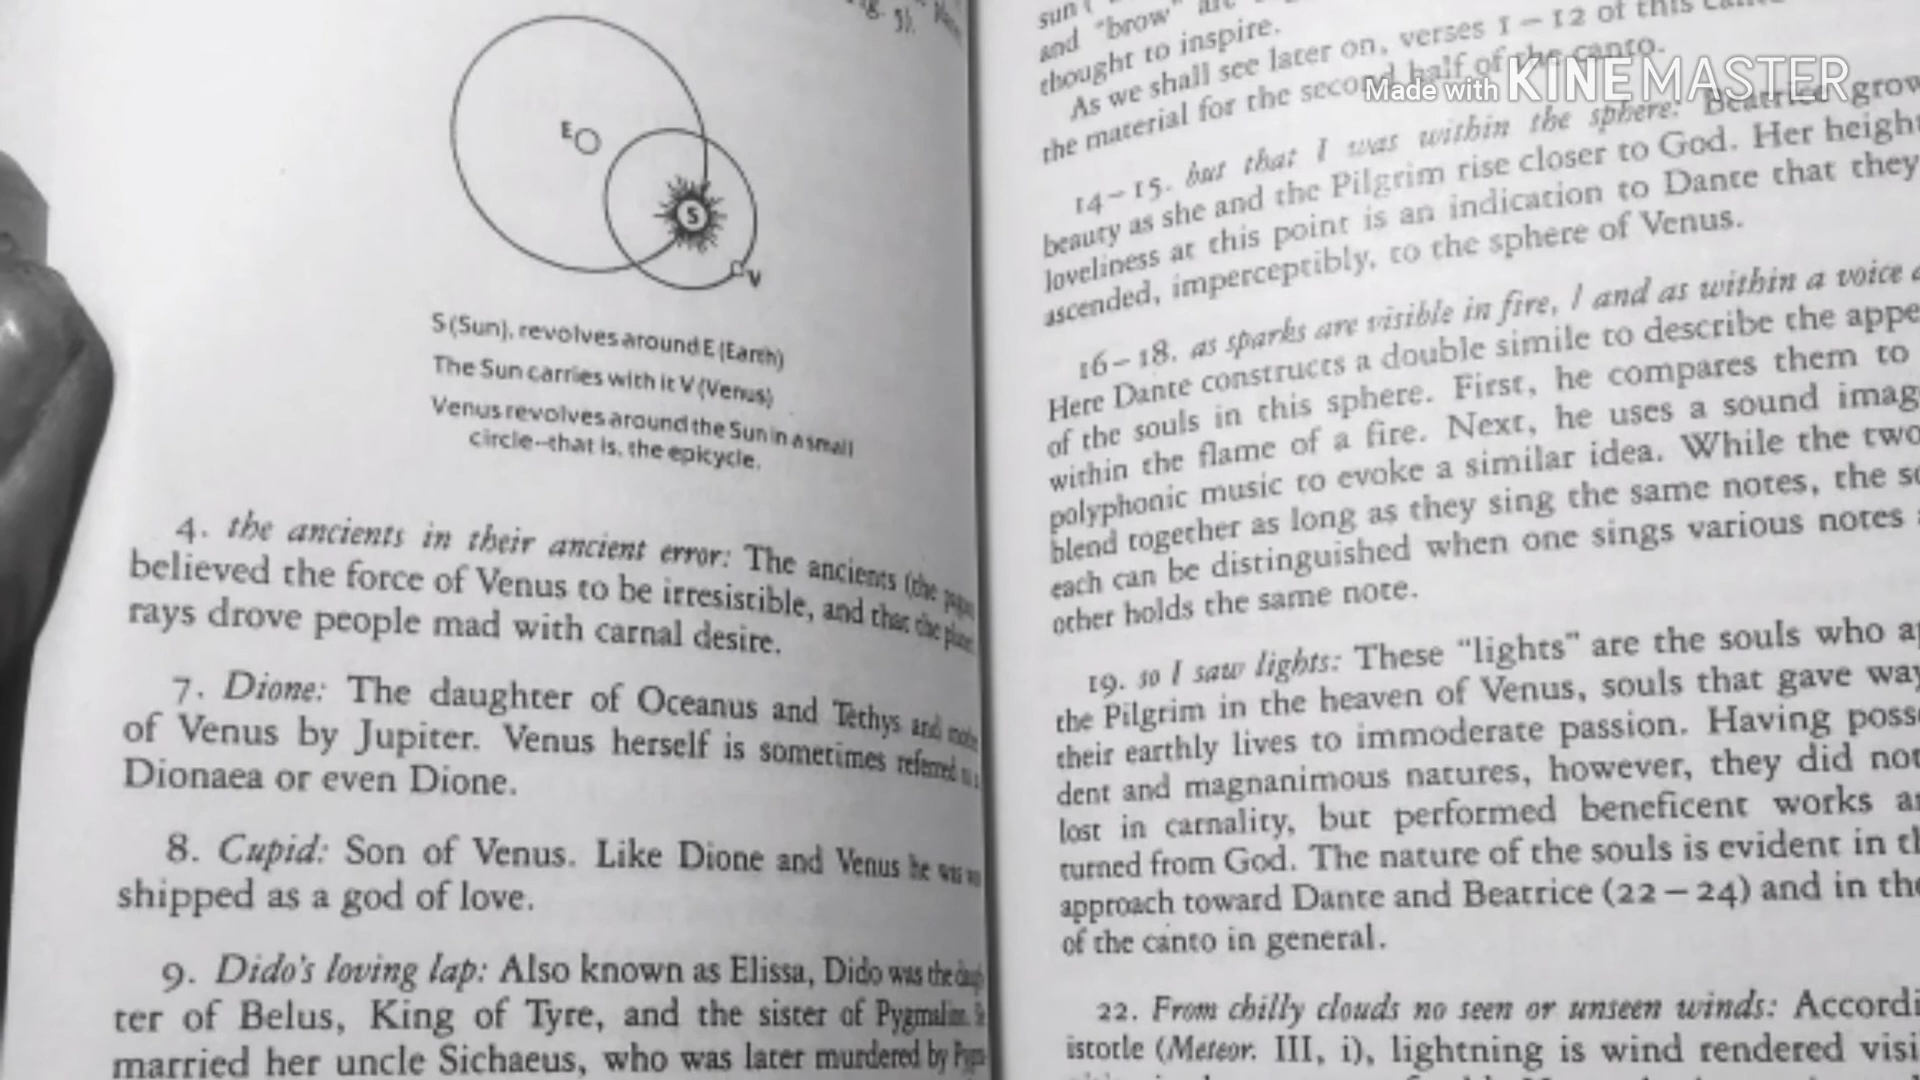 5).
E
S
V
S (Sun), revolves around E (Earth)
The Sun carries with it V (Venus)
Venus revolves around the Sun in a small
circle--that is, the epicycle.
4. the ancients in their ancient error: The ancients (the
believed the force of Venus to be irresistible, and that the
rays drove people mad with carnal desire.
7. Dione: The daughter of Oceanus and Tethys and
of Venus by Jupiter. Venus herself is sometimes referred
Dionaea or even Dione.
8. Cupid: Son of Venus. Like Dione and Venus he was
shipped as a god of love.
9. Dido's loving lap: Also known as Elissa, Dido was the
ter of Belus, King of Tyre, and the sister of Pygmalion.
married her uncle Sichaeus, who was later murdered by
sun
and "brow"
thought to inspire.
As we shall see later on, verses 1–12 of this
the material for the second half of the canto.
Made with KINEMASTER
14–15. but that I was within the sphere: Beatrice grow
beauty as she and the Pilgrim rise closer to God. Her height
loveliness at this point is an indication to Dante that they
ascended, imperceptibly, to the sphere of Venus.
16–18. as sparks are visible in fire, / and as within a voice a
Here Dante constructs a double simile to describe the appe
of the souls in this sphere. First, he compares them to
within the flame of a fire. Next, he uses a sound imag
polyphonic music to evoke a similar idea. While the two
blend together as long as they sing the same notes, the so
each can be distinguished when one sings various notes
other holds the same note.
19. so I saw lights: These "lights" are the souls who ap
the Pilgrim in the heaven of Venus, souls that gave way
their earthly lives to immoderate passion. Having posse
dent and magnanimous natures, however, they did not
lost in carnality, but performed beneficent works an
turned from God. The nature of the souls is evident in th
approach toward Dante and Beatrice (22–24) and in the
of the canto in general.
22. From chilly clouds no seen or unseen winds: Accordi
istotle (Meteor. III, i), lightning is wind rendered visi